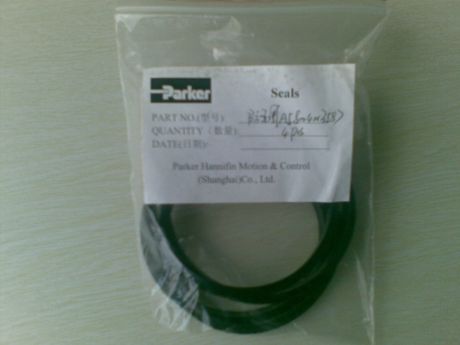 Parker
Seals
PART NO.(型号):
QUANTITY (数量) 4pcs
DATE(日期):
Parker Hannifin Motion & Control
(Shanghai)Co., Ltd.